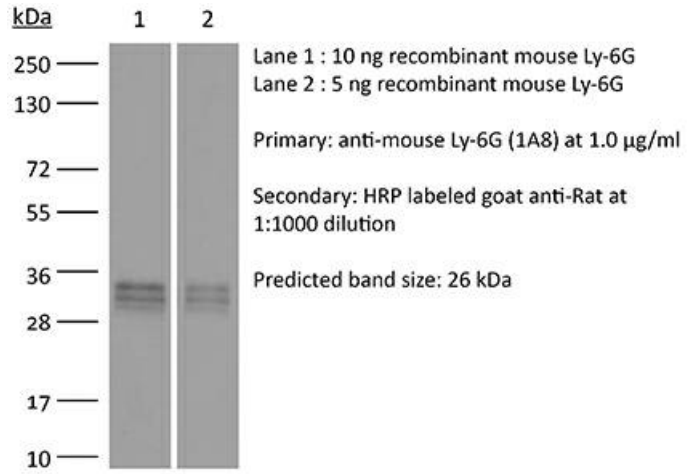 kDa
1 2
250
130
72
55
36
28
17
10
Lane 1 : 10 ng recombinant mouse Ly-6G
Lane 2 : 5 ng recombinant mouse Ly-6G
Primary: anti-mouse Ly-6G (1A8) at 1.0 µg/ml
Secondary: HRP labeled goat anti-Rat at
1:1000 dilution
Predicted band size: 26 kDa